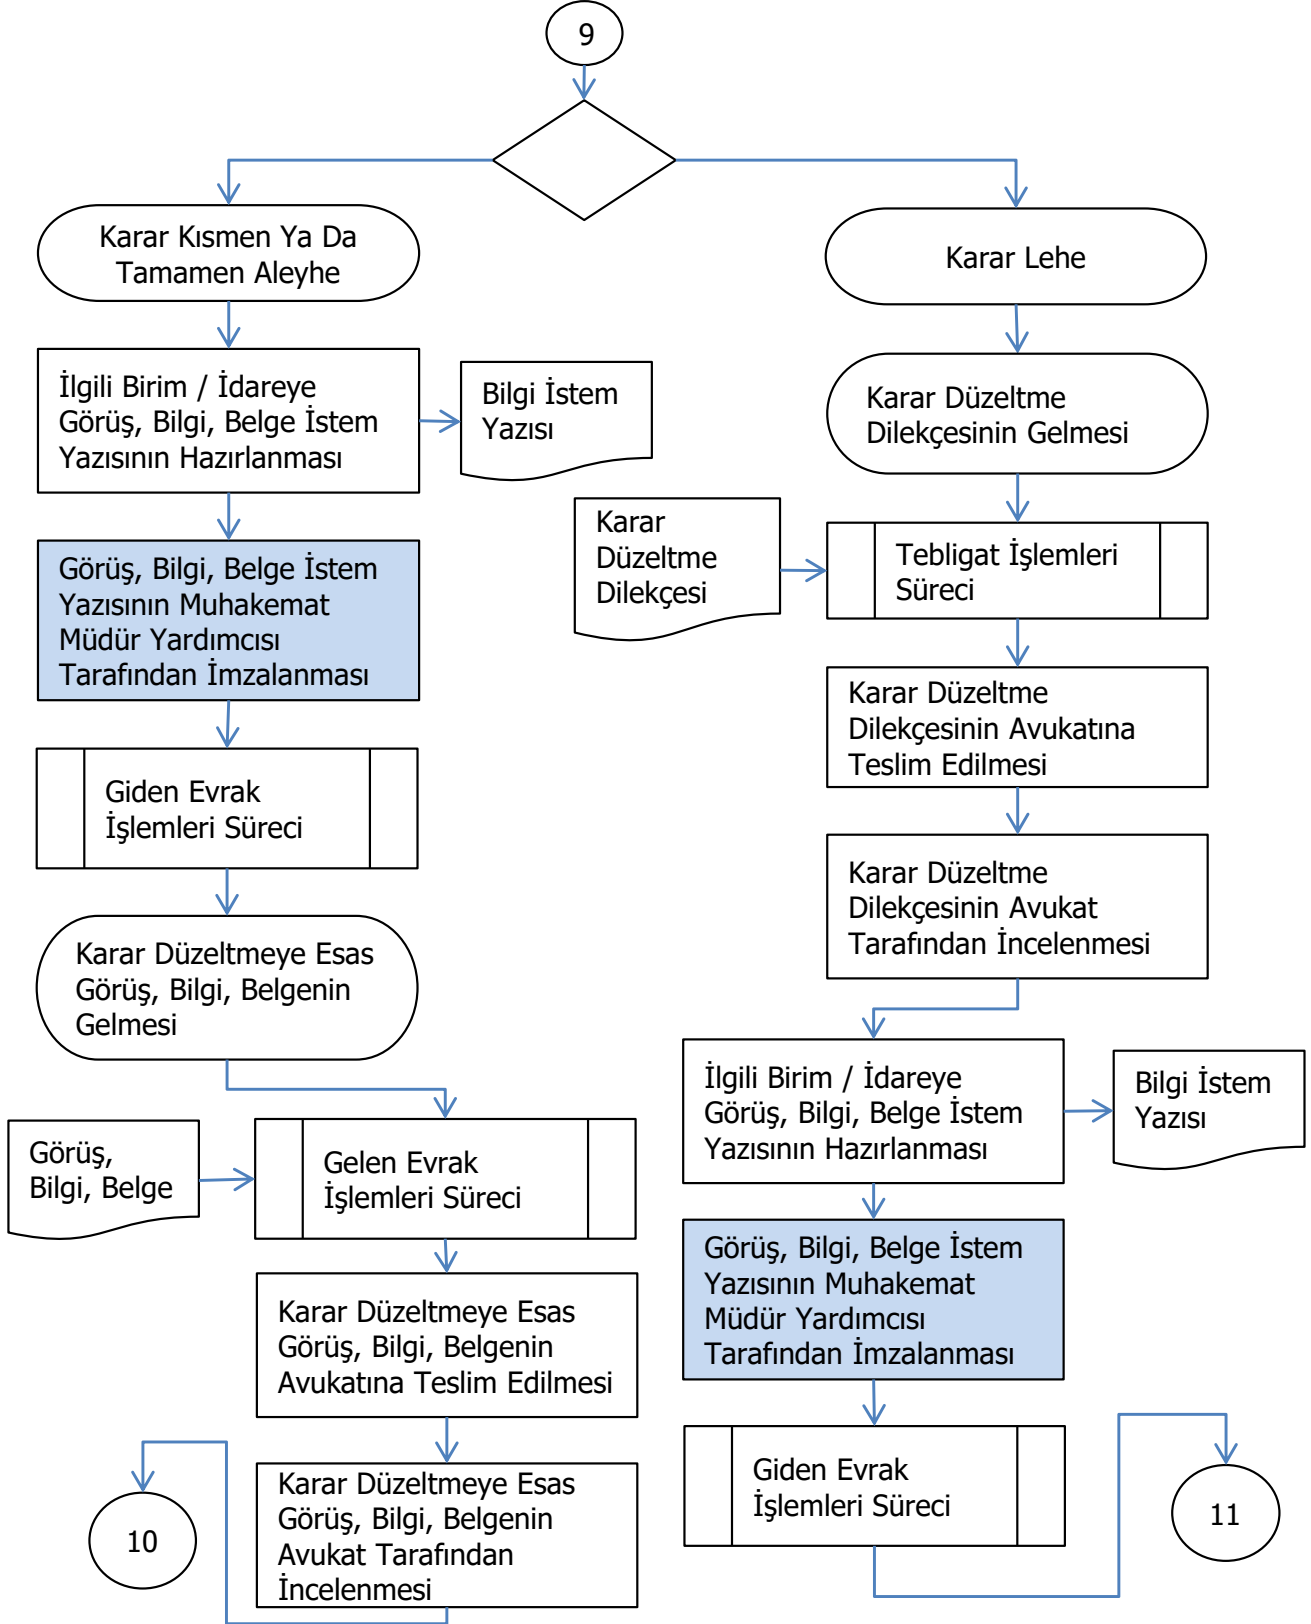 9
Karar Kısmen Ya Da
Tamamen Aleyhe
İlgili Birim / İdareye
Görüş, Bilgi, Belge İstem
Yazısının Hazırlanması
Bilgi İstem
Yazısı
Görüş, Bilgi, Belge İstem
Yazısının Muhakemat
Müdür Yardımcısı
Tarafından İmzalanması
Giden Evrak
İşlemleri Süreci
Karar Düzeltmeye Esas
Görüş, Bilgi, Belgenin
Gelmesi
Görüş,
Bilgi, Belge
Gelen Evrak
İşlemleri Süreci
Karar Düzeltmeye Esas
Görüş, Bilgi, Belgenin
Avukatına Teslim Edilmesi
Karar Düzeltmeye Esas
Görüş, Bilgi, Belgenin
Avukat Tarafından
İncelenmesi
10
Karar Lehe
Karar Düzeltme
Dilekçesinin Gelmesi
Karar
Düzeltme
Dilekçesi
Tebligat İşlemleri
Süreci
Karar Düzeltme
Dilekçesinin Avukatına
Teslim Edilmesi
Karar Düzeltme
Dilekçesinin Avukat
Tarafından İncelenmesi
İlgili Birim / İdareye
Görüş, Bilgi, Belge İstem
Yazısının Hazırlanması
Bilgi İstem
Yazısı
Görüş, Bilgi, Belge İstem
Yazısının Muhakemat
Müdür Yardımcısı
Tarafından İmzalanması
Giden Evrak
İşlemleri Süreci
11